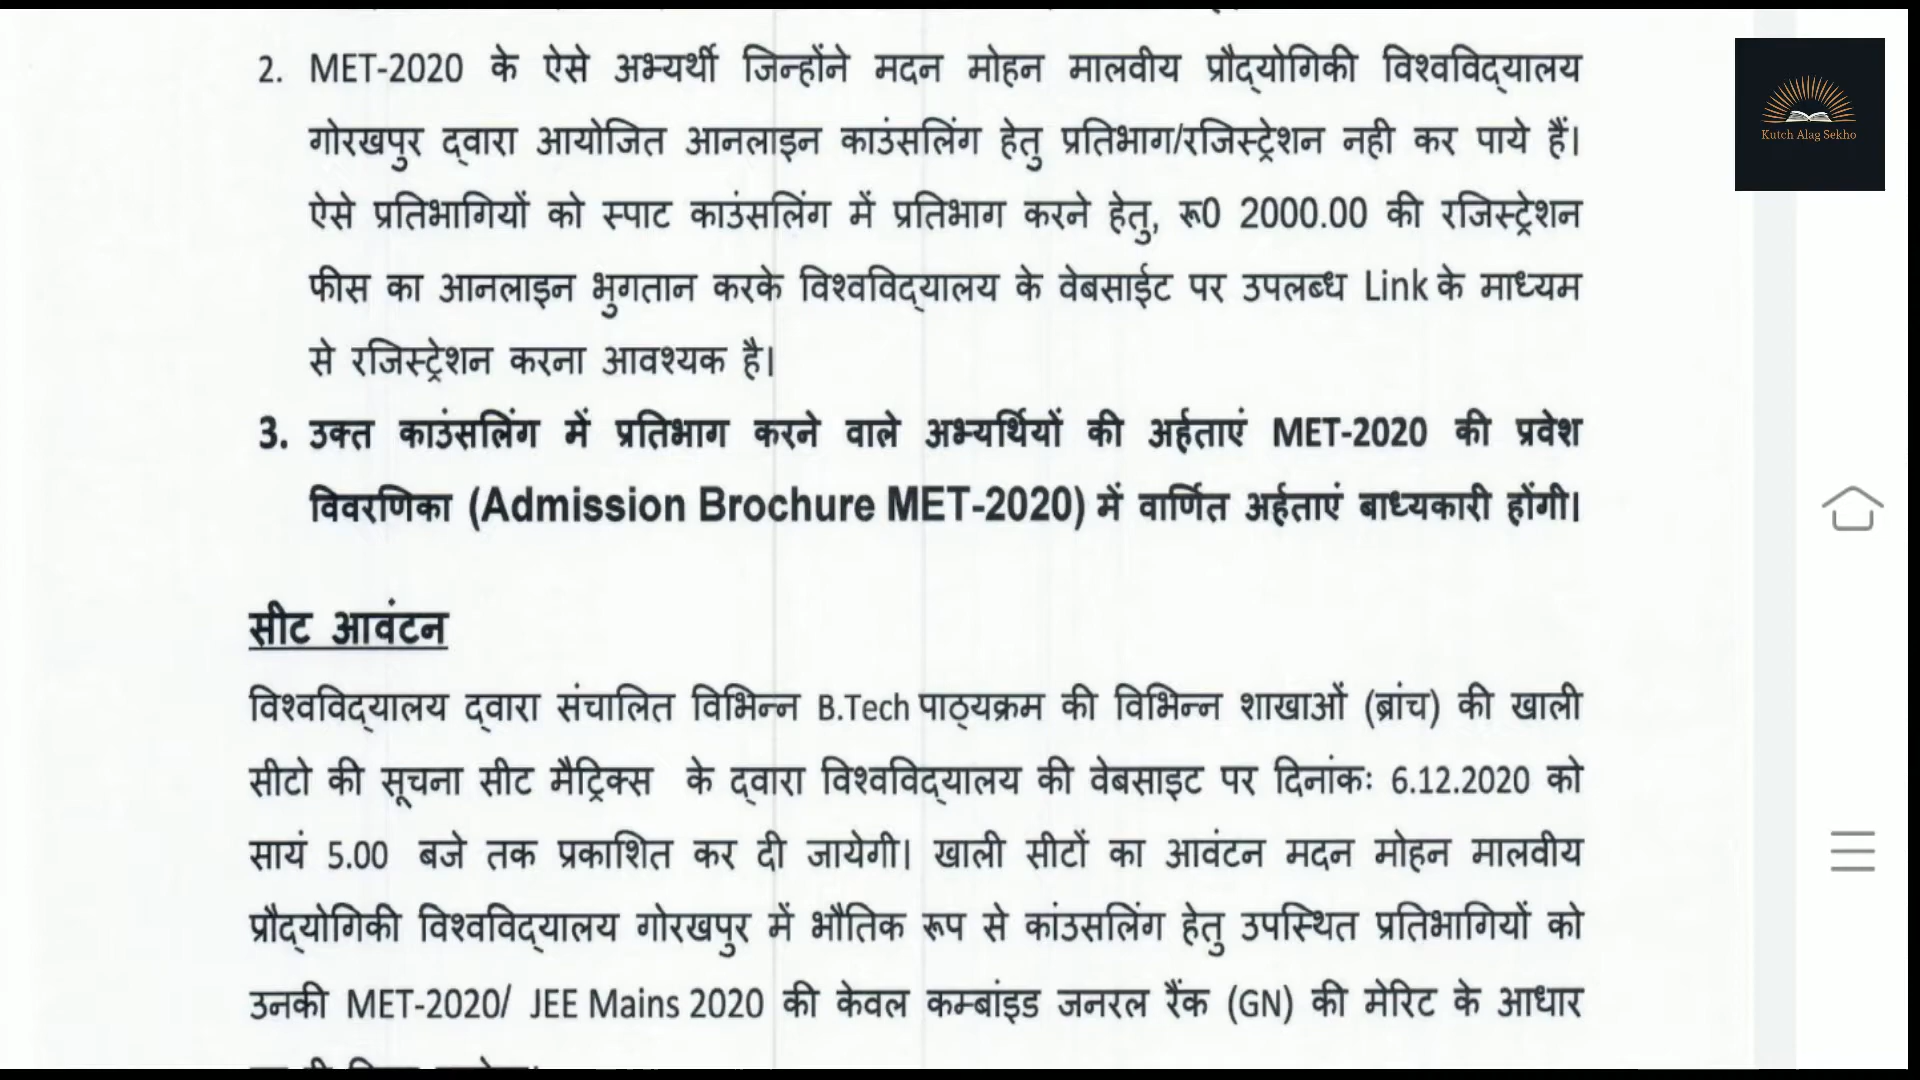 2. MET-2020 के ऐसे अभ्यर्थी जिन्होंने मदन मोहन मालवीय प्रौद्योगिकी विश्वविद्यालय
गोरखपुर द्वारा आयोजित आनलाइन काउंसलिंग हेतु प्रतिभाग/रजिस्ट्रेशन नही कर पाये हैं।
ऐसे प्रतिभागियों को स्पाट काउंसलिंग में प्रतिभाग करने हेतु, रू0 2000.00 की रजिस्ट्रेशन
फीस का आनलाइन भुगतान करके विश्वविद्यालय के वेबसाईट पर उपलब्ध Link के माध्यम
से रजिस्ट्रेशन करना आवश्यक है।
3. उक्त काउंसलिंग में प्रतिभाग करने वाले अभ्यर्थियों की अर्हताएं MET-2020 की प्रवेश
विवरणिका (Admission Brochure MET-2020) में वार्णित अर्हताएं बाध्यकारी होंगी।
सीट आवंटन
विश्वविद्यालय द्वारा संचालित विभिन्न B.Tech पाठ्यक्रम की विभिन्न शाखाओं (ब्रांच) की खाली
सीटो की सूचना सीट मैट्रिक्स के द्वारा विश्वविद्यालय की वेबसाइट पर दिनांकः 6.12.2020 को
सायं 5.00 बजे तक प्रकाशित कर दी जायेगी। खाली सीटों का आवंटन मदन मोहन मालवीय
प्रौद्योगिकी विश्वविद्यालय गोरखपुर में भौतिक रूप से कांउसलिंग हेतु उपस्थित प्रतिभागियों को
उनकी MET-2020/ JEE Mains 2020 की केवल कम्बांइड जनरल रैंक (GN) की मेरिट के आधार
Kutch Alag Sekho